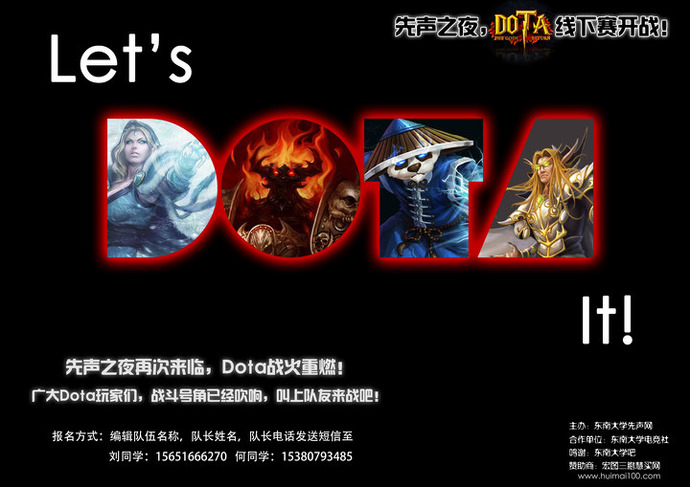 先声之夜, DOTA 线下赛开战!
Let's
DOTA
It!
先声之夜再次来临, Dota战火重燃!
广大Dota玩家们, 战斗号角已经吹响, 叫上队友来战吧!
报名方式: 编辑队伍名称, 队长姓名, 队长电话发送短信至
刘同学: 15651666270 何同学: 15380793485
主办: 东南大学先声网
合作单位: 东南大学电竞社
鸣谢: 东南大学吧
赞助商: 宏图三胞慧买网
www.huimai100.com